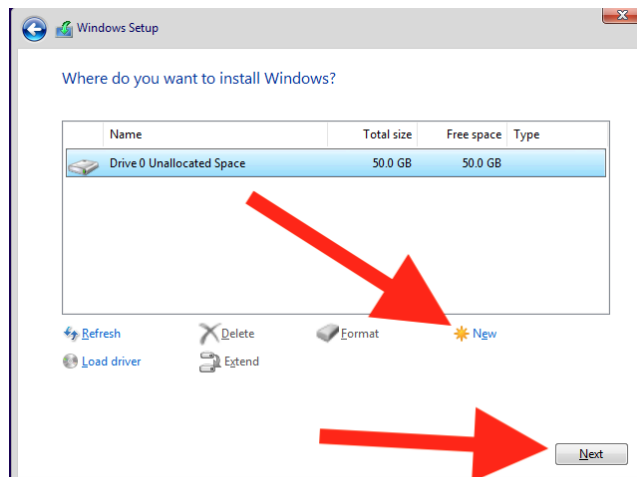 Windows Setup
Where do you want to install Windows?
Name Total size Free space Type
Drive 0 Unallocated Space 50.0 GB 50.0 GB
Refresh Delete Format New
Load driver Extend
Next